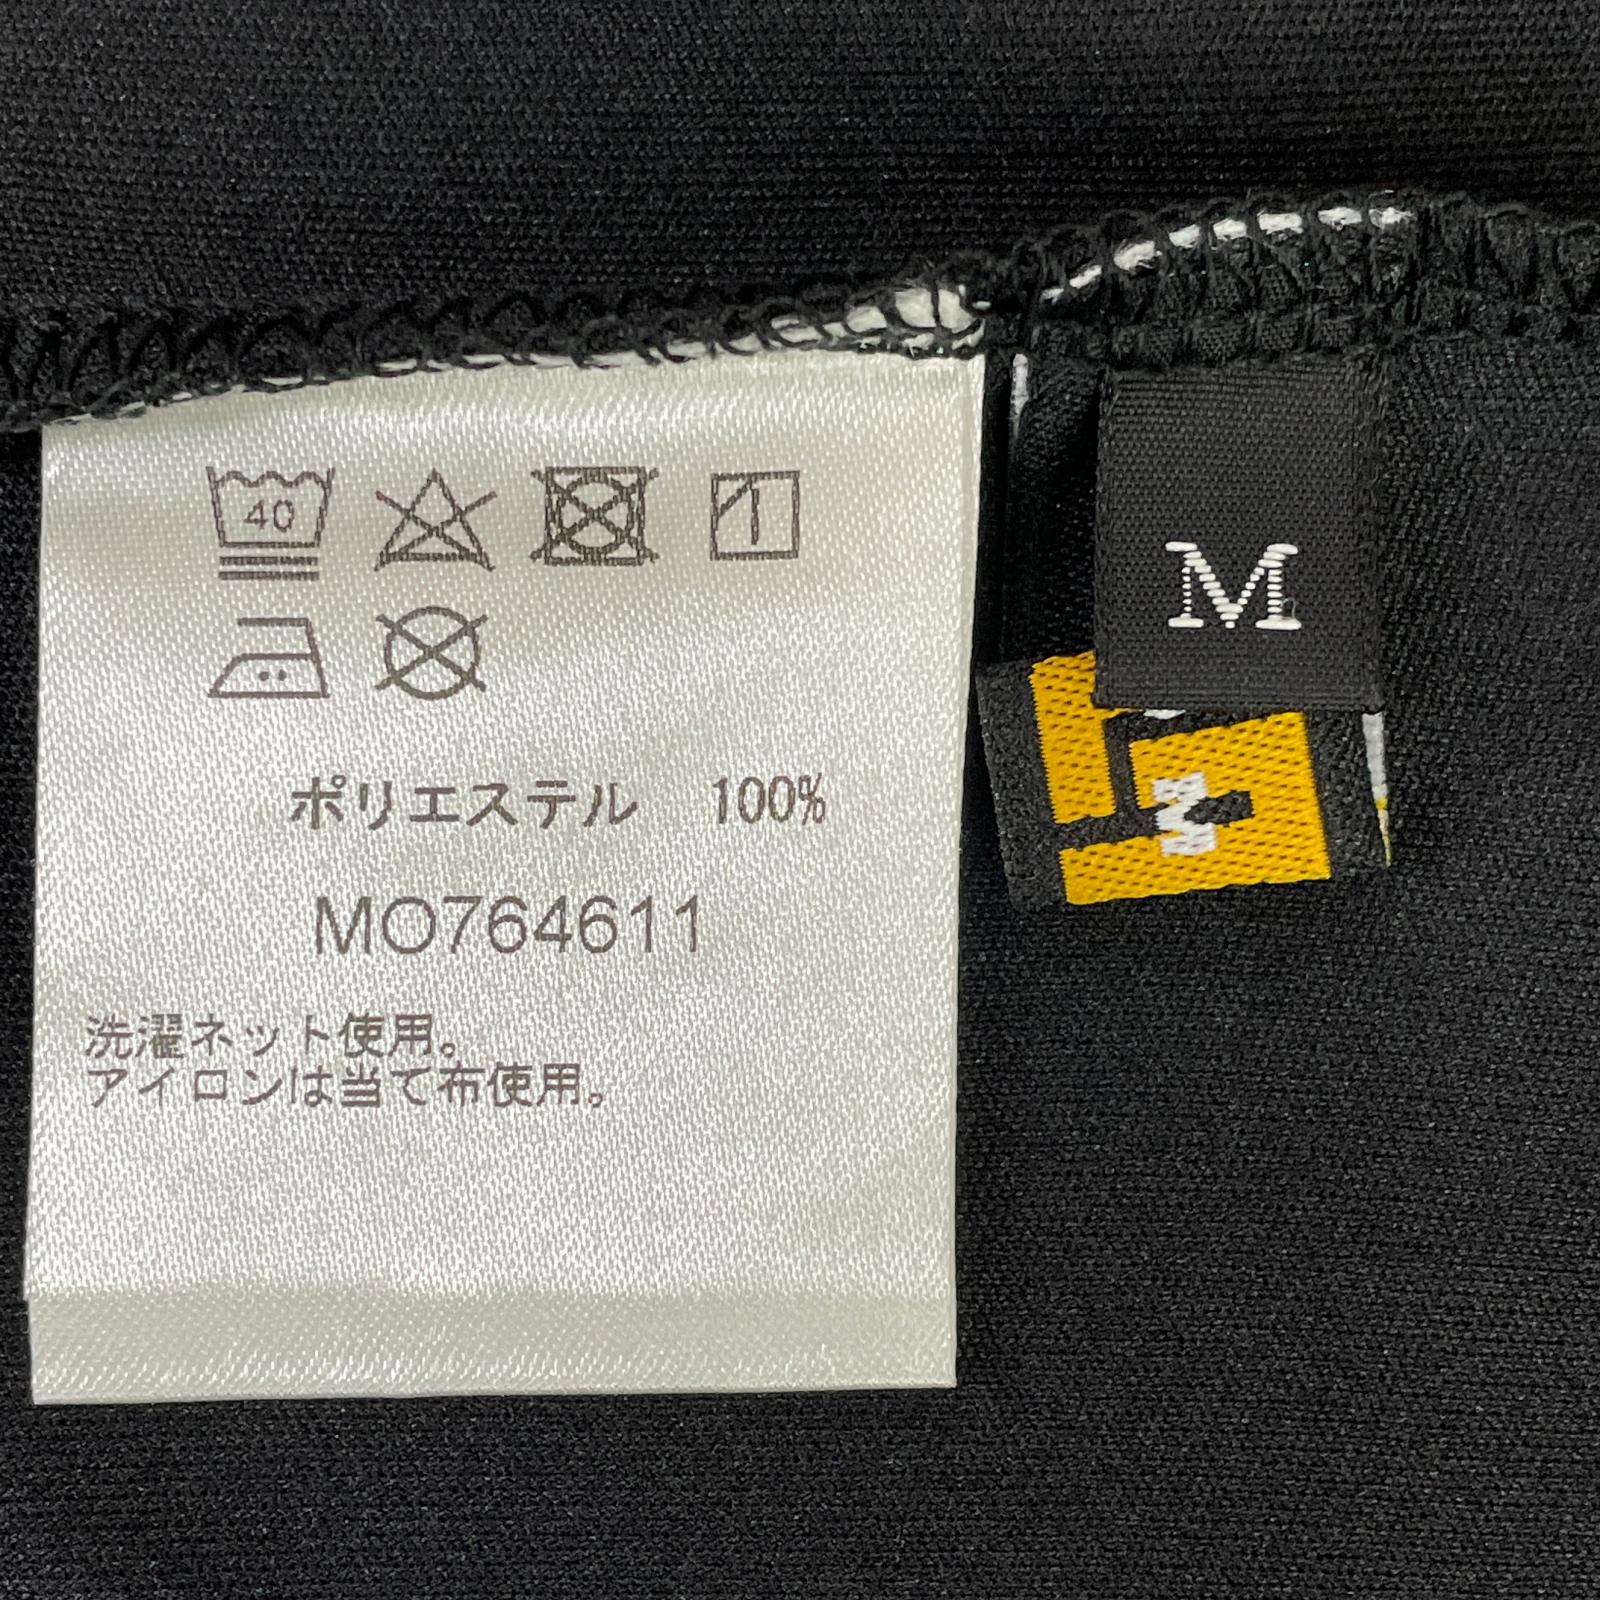 40
ポリエステル 100%
MO764611
洗濯ネット使用。
アイロンは当て布使用。
M
M